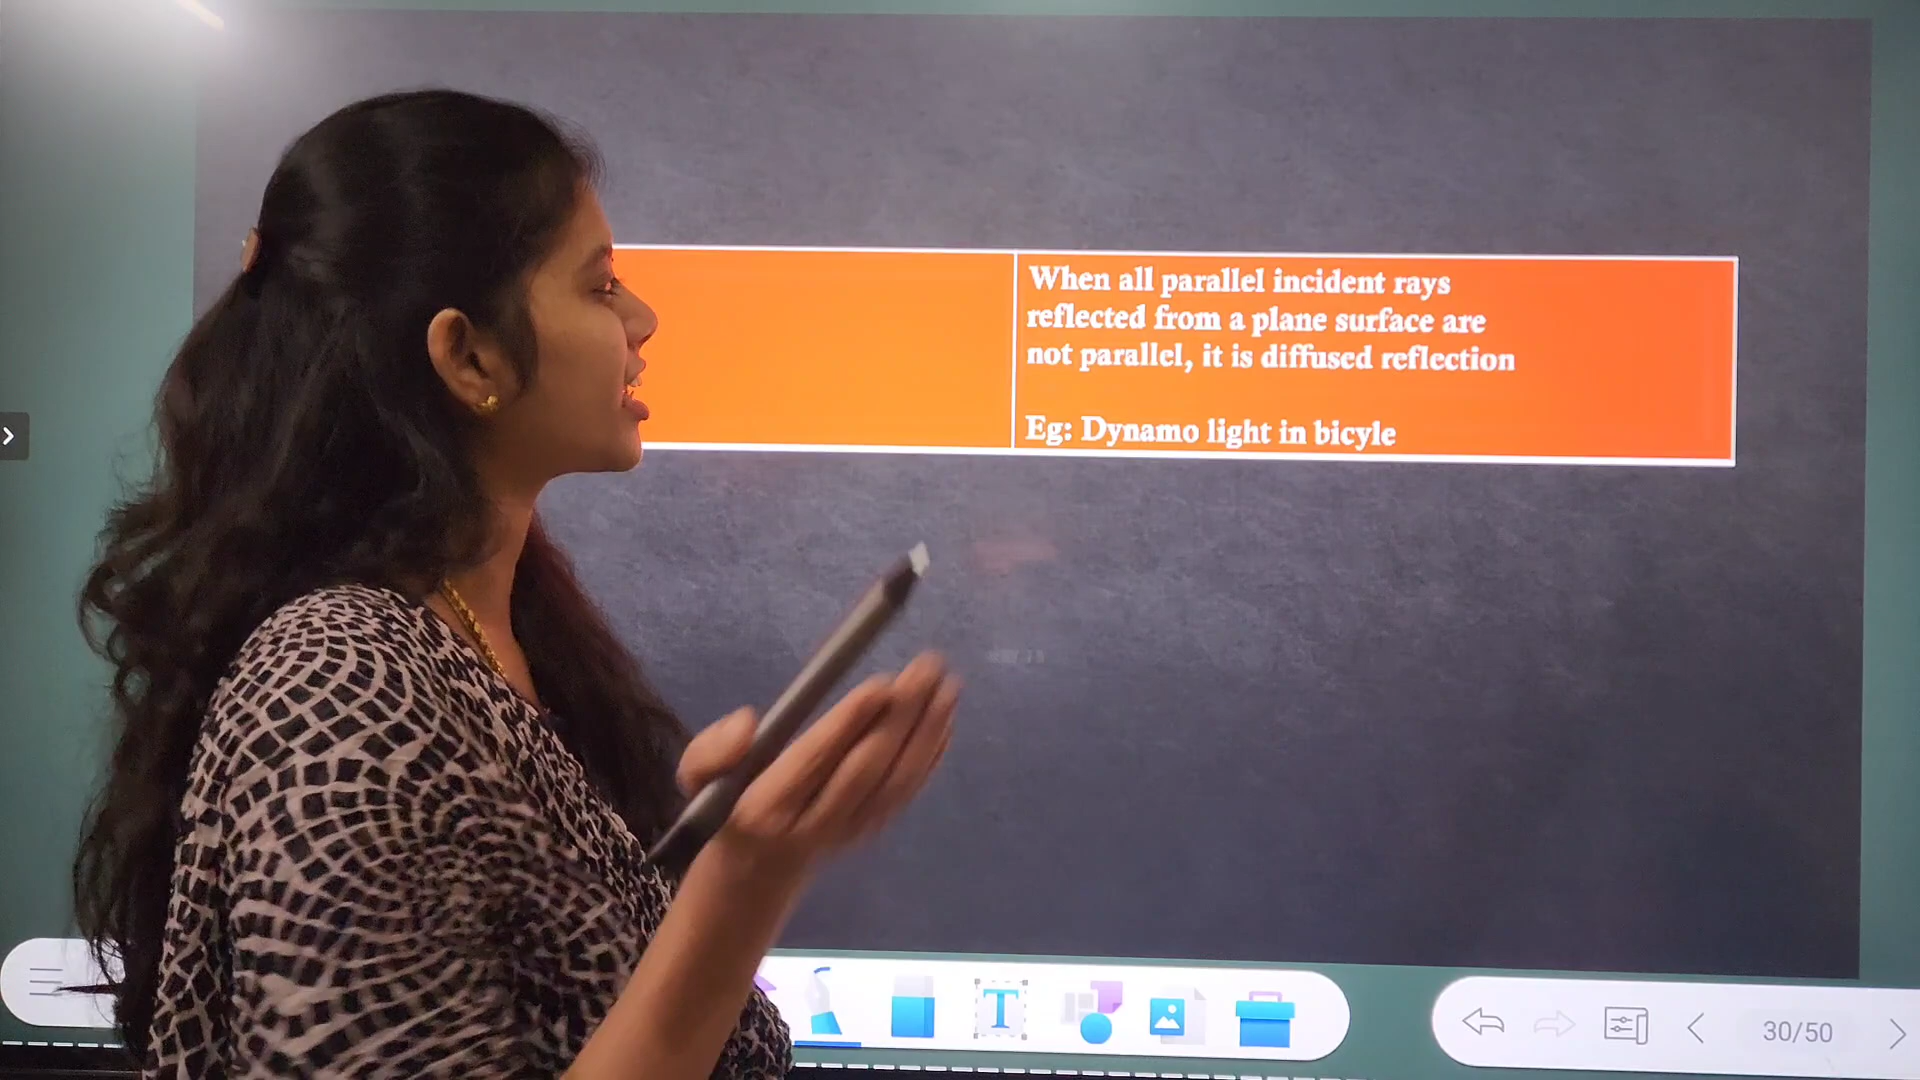 When all parallel incident rays
reflected from a plane surface are
not parallel, it is diffused reflection
Eg: Dynamo light in bicyle
T
30/50